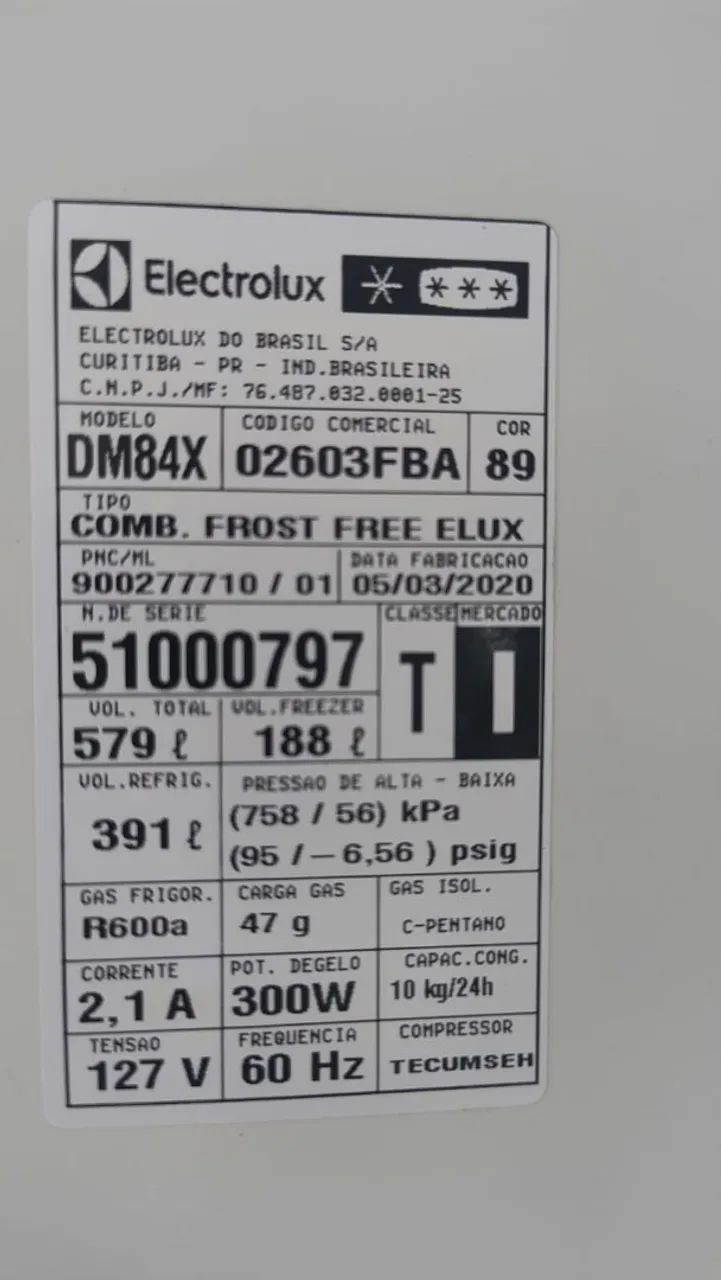 Electrolux
ELECTROLUX DO BRASIL S/A
CURITIBA - PR - IND.BRASILEIRA
C.N.P.J./MF: 76.487.032.0001-25
MODELO CODIGO COMERCIAL COR
DM84X 02603FBA 89
TIPO
COMB. FROST FREE ELUX
PNC/ML DATA FABRICACAO
900277710 / 01 05/03/2020
N.DE SERIE CLASSE MERCADO
51000797 T I
VOL. TOTAL VOL.FREEZER
579 ℓ 188 ℓ
VOL.REFRIG. PRESSAO DE ALTA - BAIXA
391 ℓ (758 / 56) kPa
(95 / – 6,56 ) psig
GAS FRIGOR. CARGA GAS GAS ISOL.
R600a 47 g C-PENTANO
CORRENTE POT. DEGELO CAPAC.CONG.
2,1 A 300W 10 kg/24h
TENSAO FREQUENCIA COMPRESSOR
127 V 60 Hz TECUMSEH